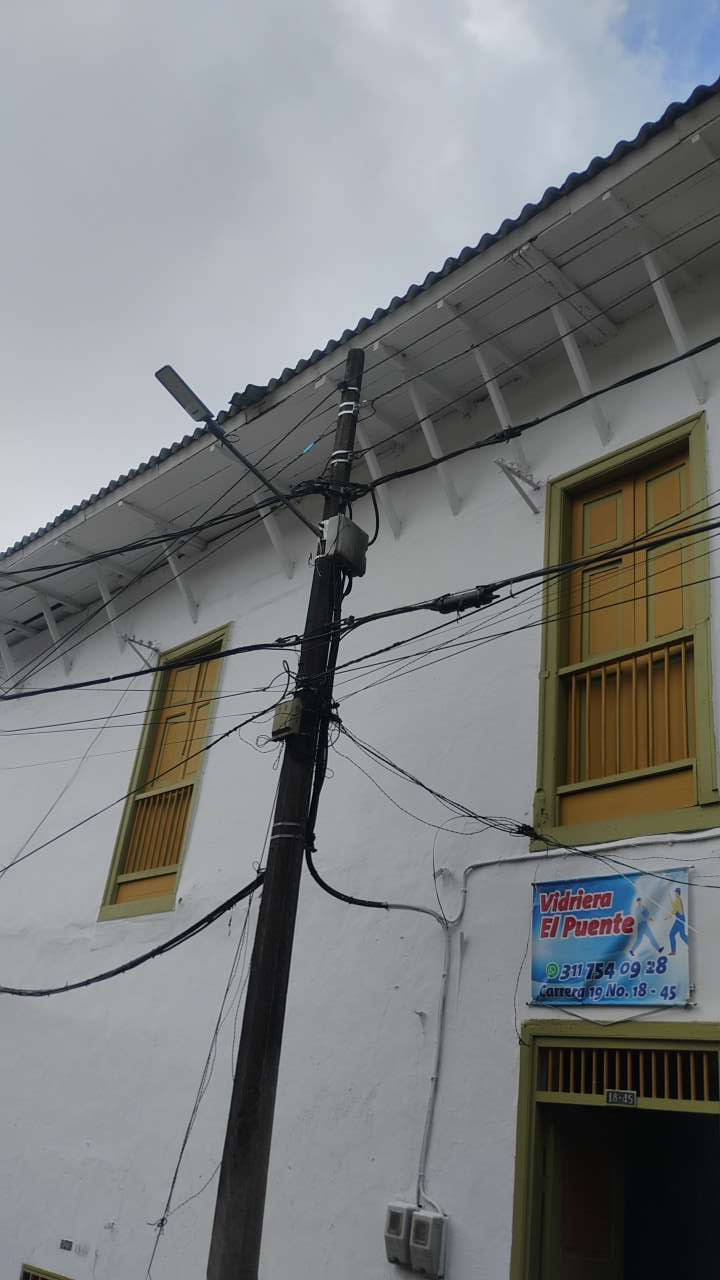 Vidriera
El Puente
311 754 09 28
Carrera 19 No. 18 - 45
18-45